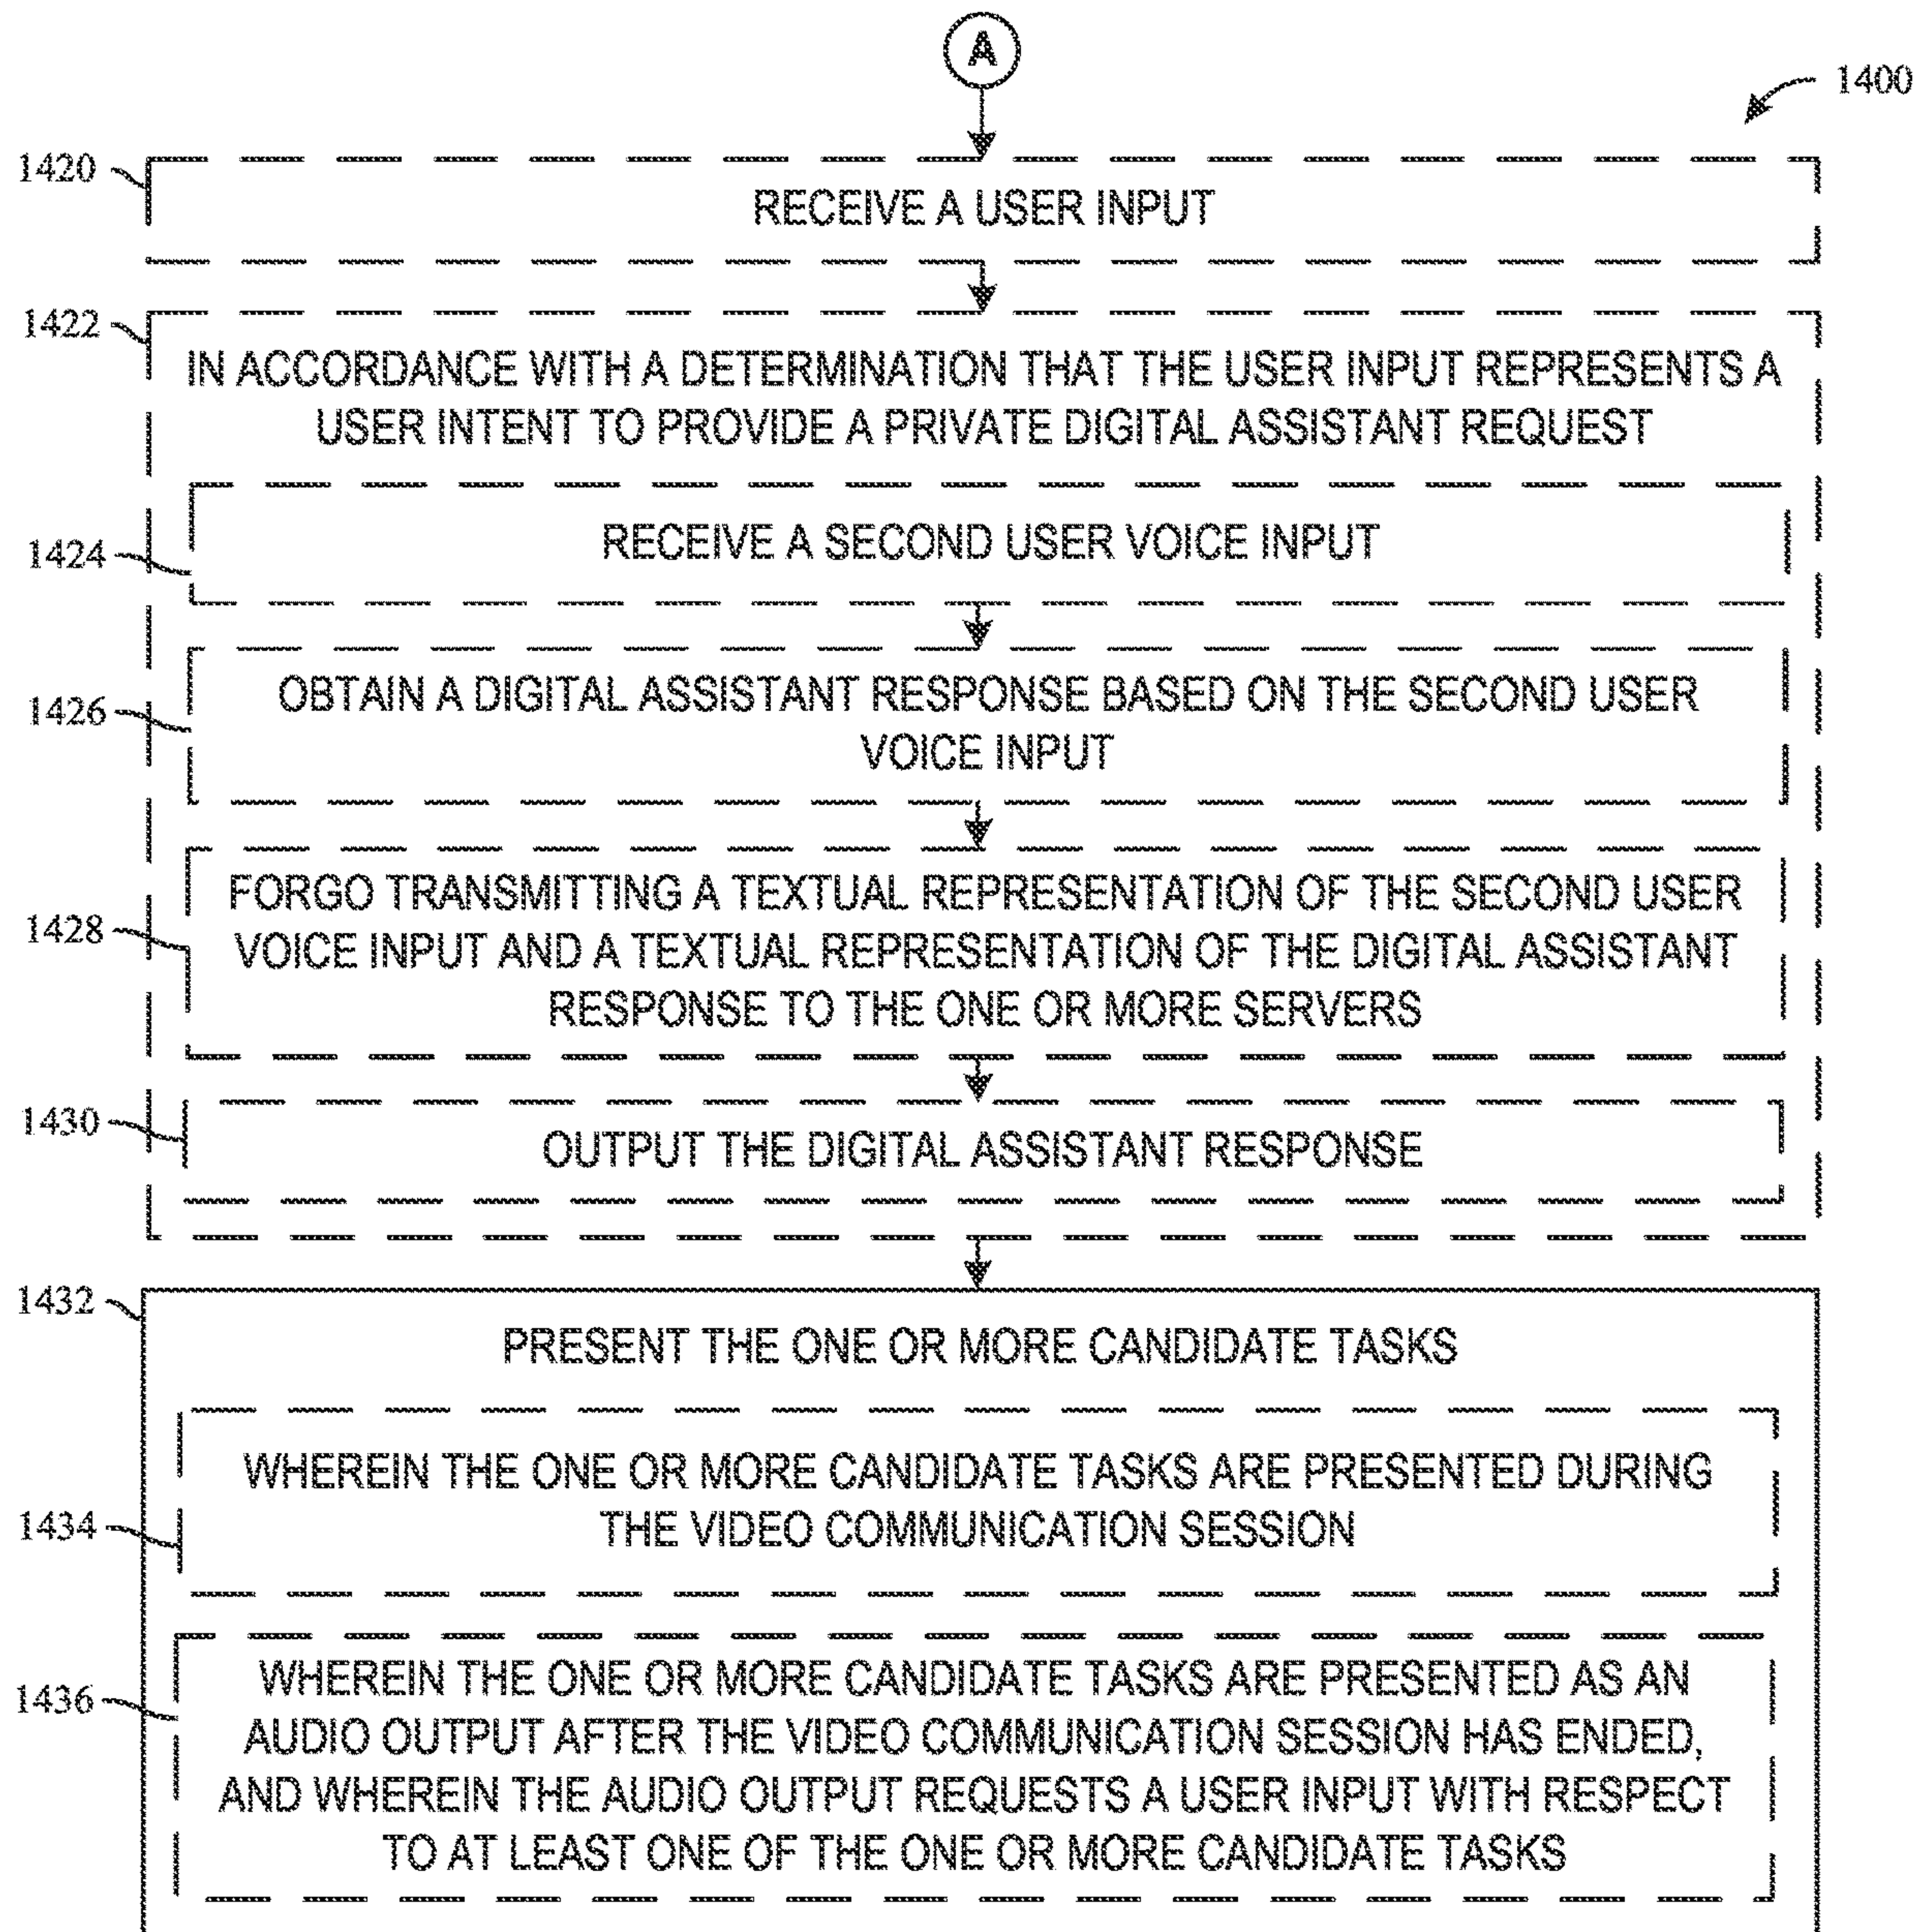 A
1400
1420
RECEIVE A USER INPUT
1422
IN ACCORDANCE WITH A DETERMINATION THAT THE USER INPUT REPRESENTS A
USER INTENT TO PROVIDE A PRIVATE DIGITAL ASSISTANT REQUEST
1424
RECEIVE A SECOND USER VOICE INPUT
1426
OBTAIN A DIGITAL ASSISTANT RESPONSE BASED ON THE SECOND USER
VOICE INPUT
1428
FORGO TRANSMITTING A TEXTUAL REPRESENTATION OF THE SECOND USER
VOICE INPUT AND A TEXTUAL REPRESENTATION OF THE DIGITAL ASSISTANT
RESPONSE TO THE ONE OR MORE SERVERS
1430
OUTPUT THE DIGITAL ASSISTANT RESPONSE
1432
PRESENT THE ONE OR MORE CANDIDATE TASKS
1434
WHEREIN THE ONE OR MORE CANDIDATE TASKS ARE PRESENTED DURING
THE VIDEO COMMUNICATION SESSION
1436
WHEREIN THE ONE OR MORE CANDIDATE TASKS ARE PRESENTED AS AN
AUDIO OUTPUT AFTER THE VIDEO COMMUNICATION SESSION HAS ENDED,
AND WHEREIN THE AUDIO OUTPUT REQUESTS A USER INPUT WITH RESPECT
TO AT LEAST ONE OF THE ONE OR MORE CANDIDATE TASKS